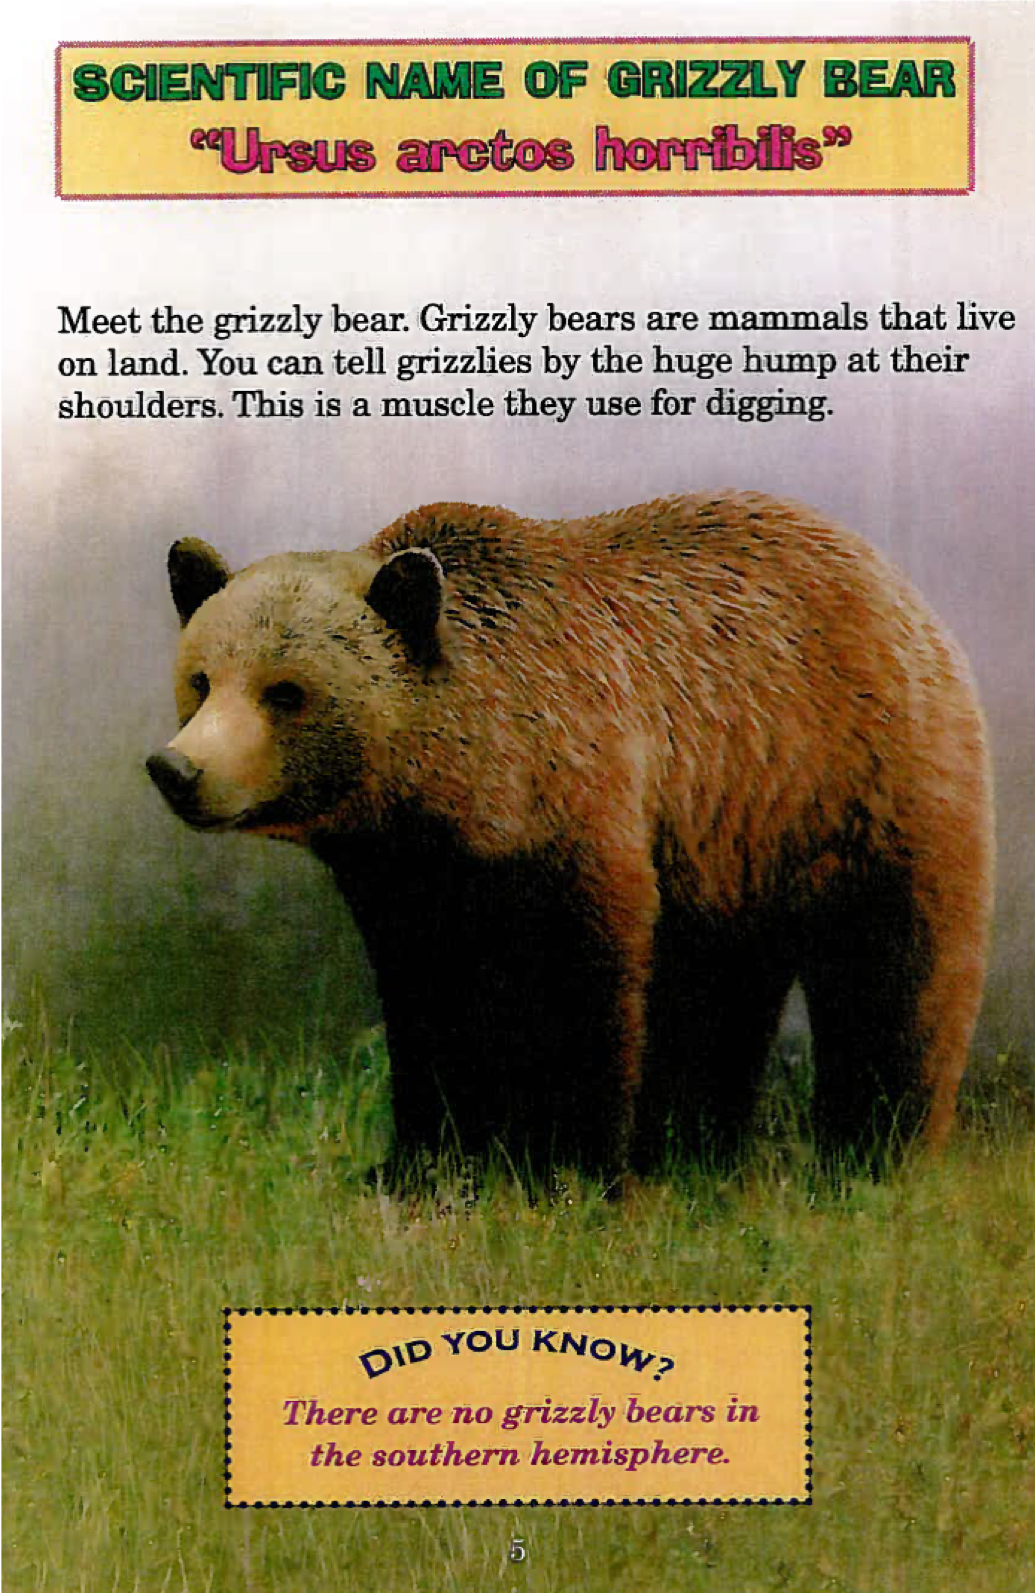 SCIENTIFIC NAME OF GRIZZLY BEAR
“Ursus arctos horribilis”
Meet the grizzly bear. Grizzly bears are mammals that live
on land. You can tell grizzlies by the huge hump at their
shoulders. This is a muscle they use for digging.
DID YOU KNOW?
There are no grizzly bears in
the southern hemisphere.
5